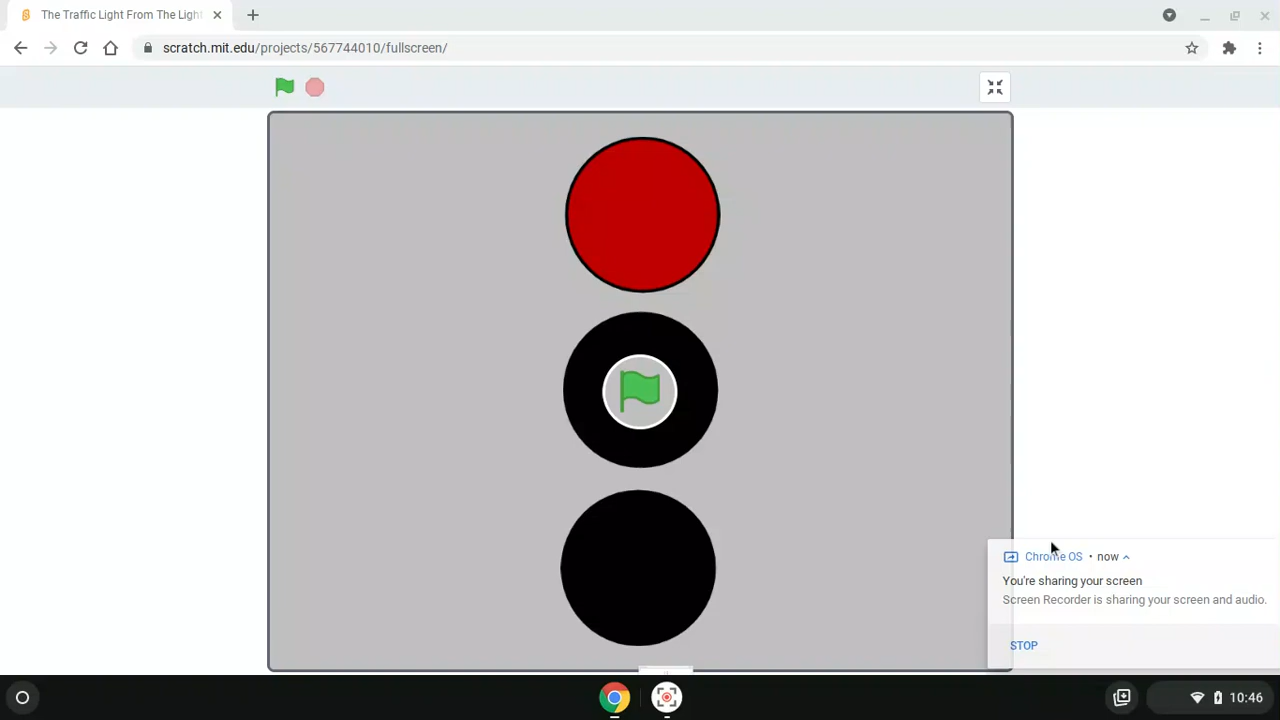 The Traffic Light From The Light
scratch.mit.edu/projects/567744010/fullscreen/
Chrome OS • now
You're sharing your screen
Screen Recorder is sharing your screen and audio.
STOP
10:46